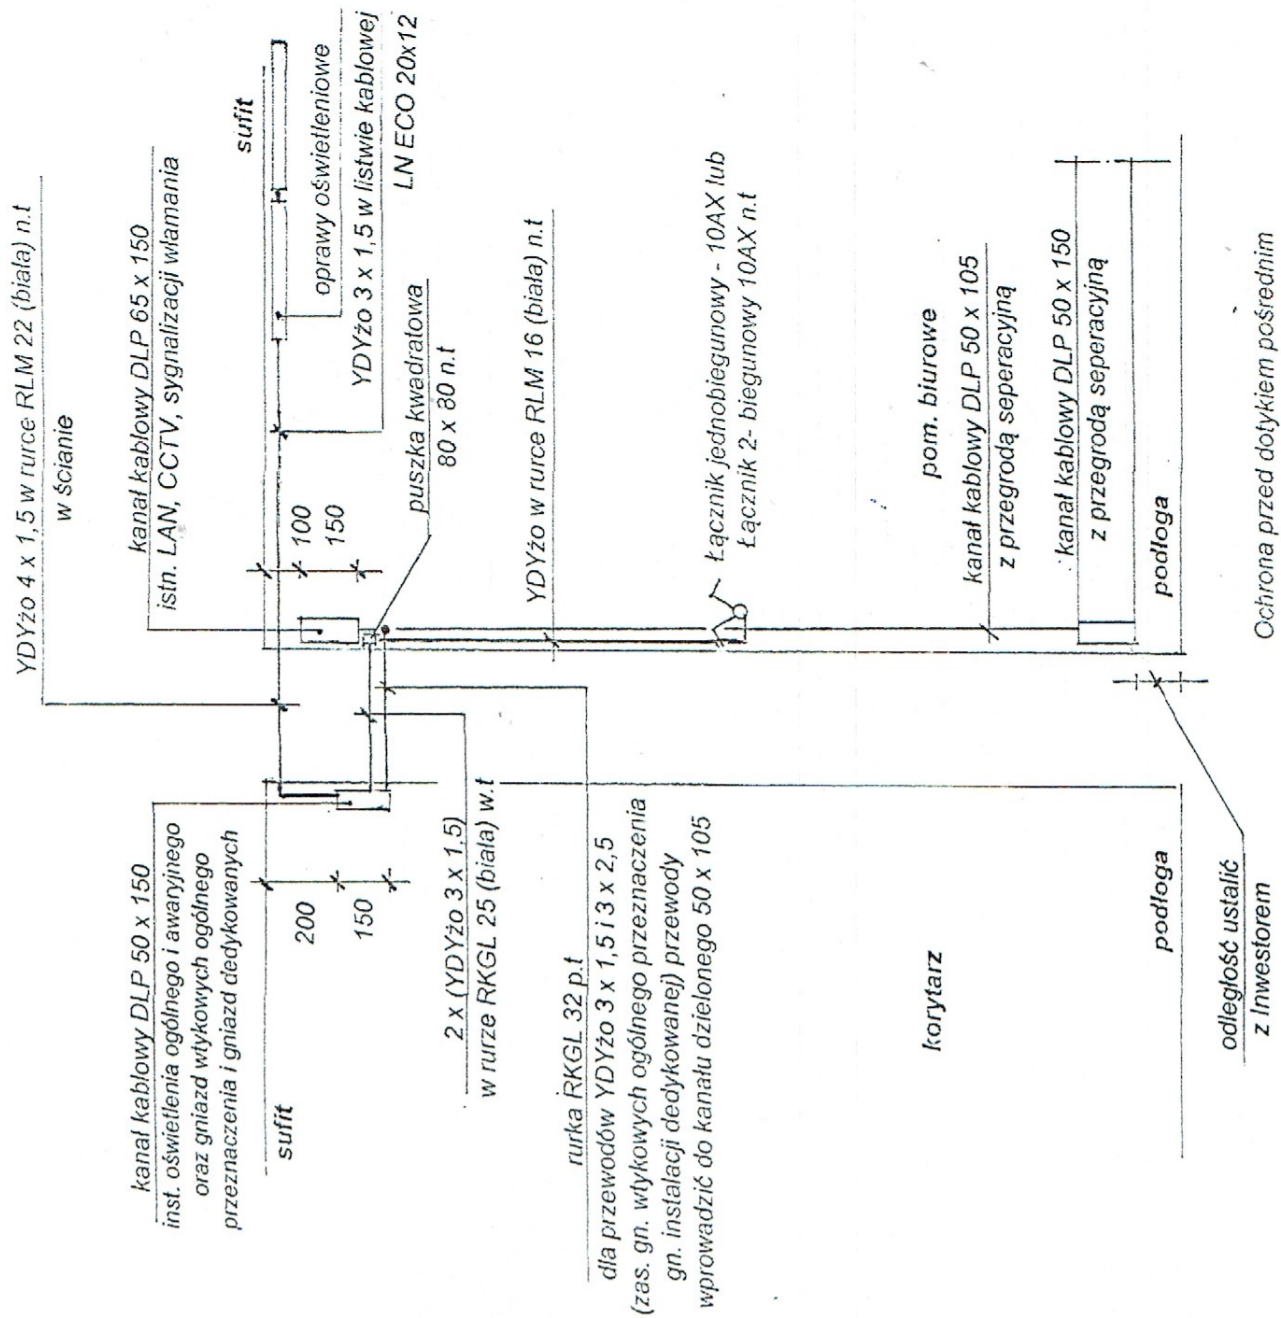 YDYżo 4 x 1,5 w rurce RLM 22 (biała) n.t
w ścianie
kanał kablowy DLP 50 x 150
inst. oświetlenia ogólnego i awaryjnego
oraz gniazd wtykowych ogólnego
przeznaczenia i gniazd dedykowanych
kanał kablowy DLP 65 x 150
istn. LAN, CCTV, sygnalizacji włamania
sufit
sufit
200
150
100
150
oprawy oświetleniowe
YDYżo 3 x 1,5 w listwie kablowej
LN ECO 20x12
puszka kwadratowa
80 x 80 n.t
2 x (YDYżo 3 x 1,5)
w rurze RKGL 25 (biała) w.t
YDYżo w rurce RLM 16 (biała) n.t
rurka RKGL 32 p.t
dla przewodów YDYżo 3 x 1,5 i 3 x 2,5
(zas. gn. wtykowych ogólnego przeznaczenia
gn. instalacji dedykowanej) przewody
wprowadzić do kanału dzielonego 50 x 105
Łącznik jednobiegunowy - 10AX lub
Łącznik 2- biegunowy 10AX n.t
korytarz
pom. biurowe
kanał kablowy DLP 50 x 105
z przegrodą seperacyjną
kanał kablowy DLP 50 x 150
z przegrodą seperacyjną
podłoga
podłoga
odległość ustalić
z Inwestorem
Ochrona przed dotykiem pośrednim